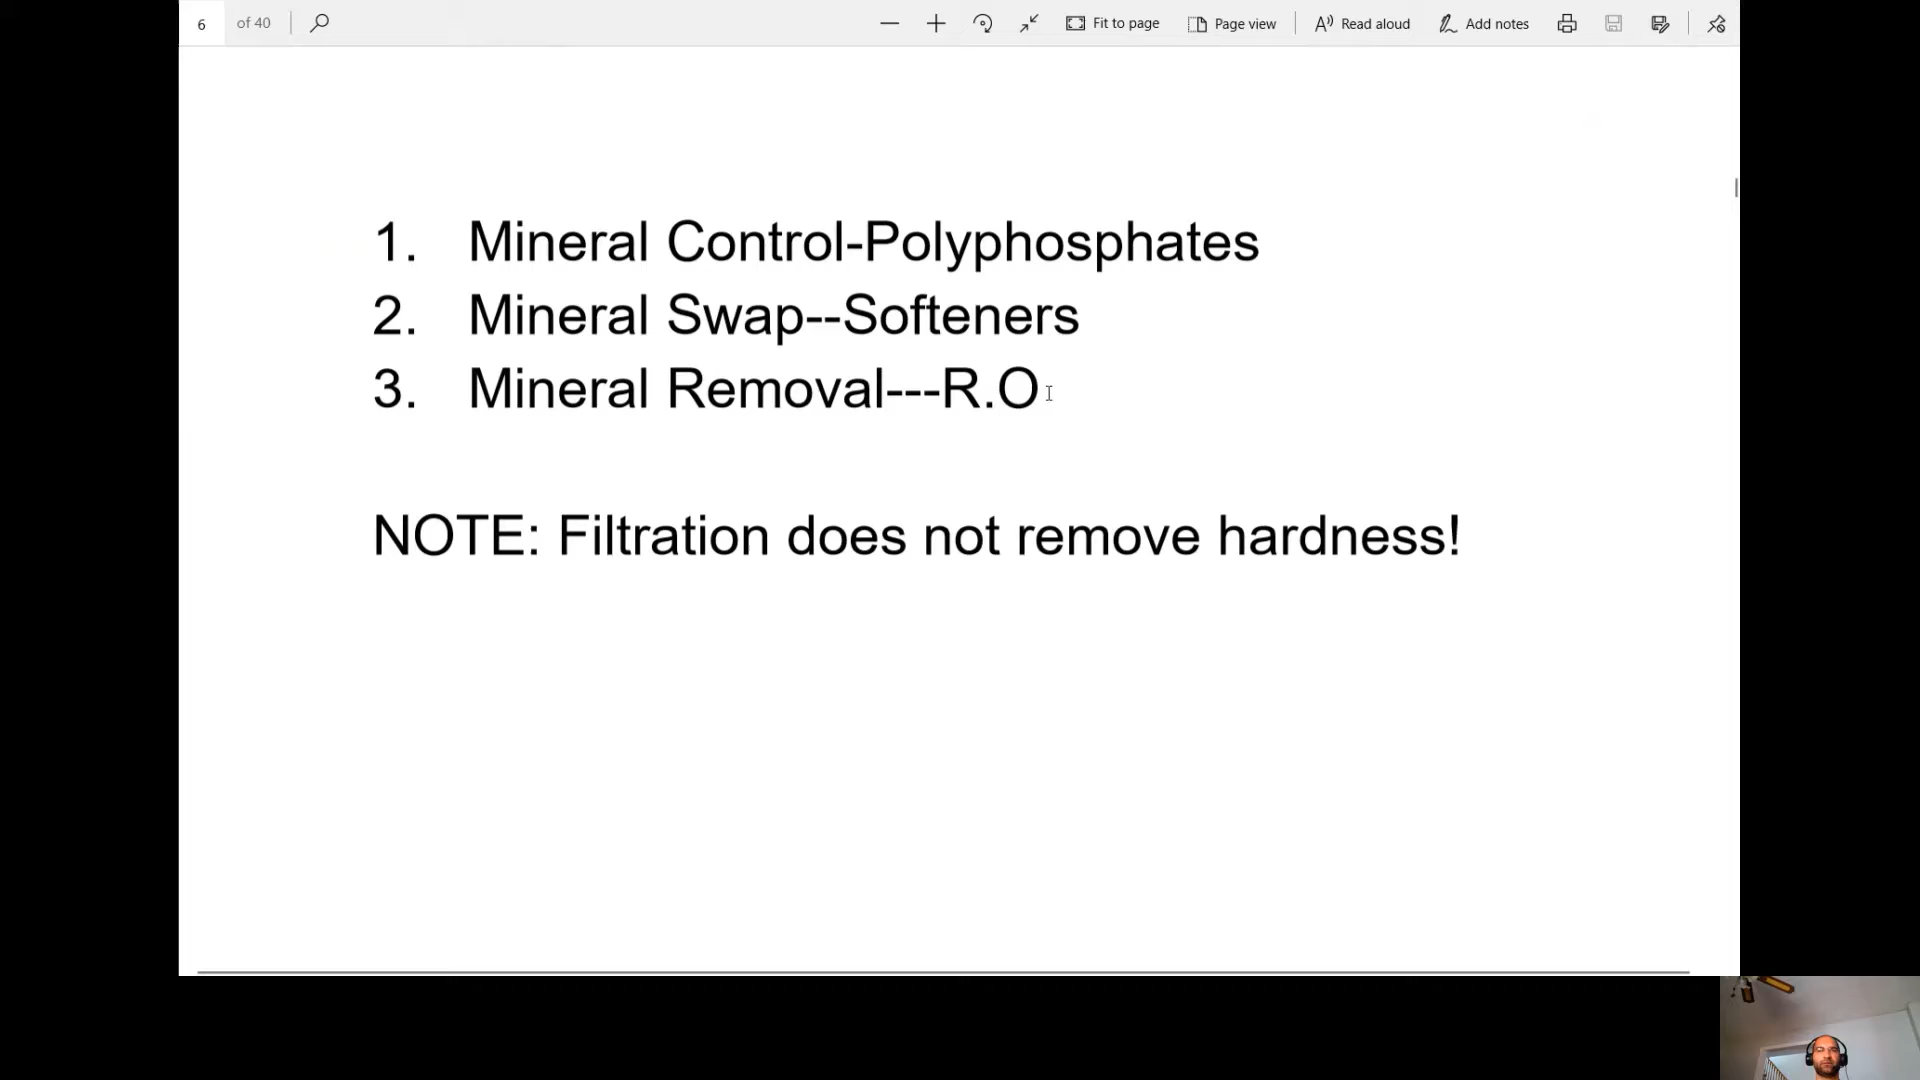 6 of 40 Fit to page Page view Read aloud Add notes
1. Mineral Control-Polyphosphates
2. Mineral Swap--Softeners
3. Mineral Removal---R.O
NOTE: Filtration does not remove hardness!